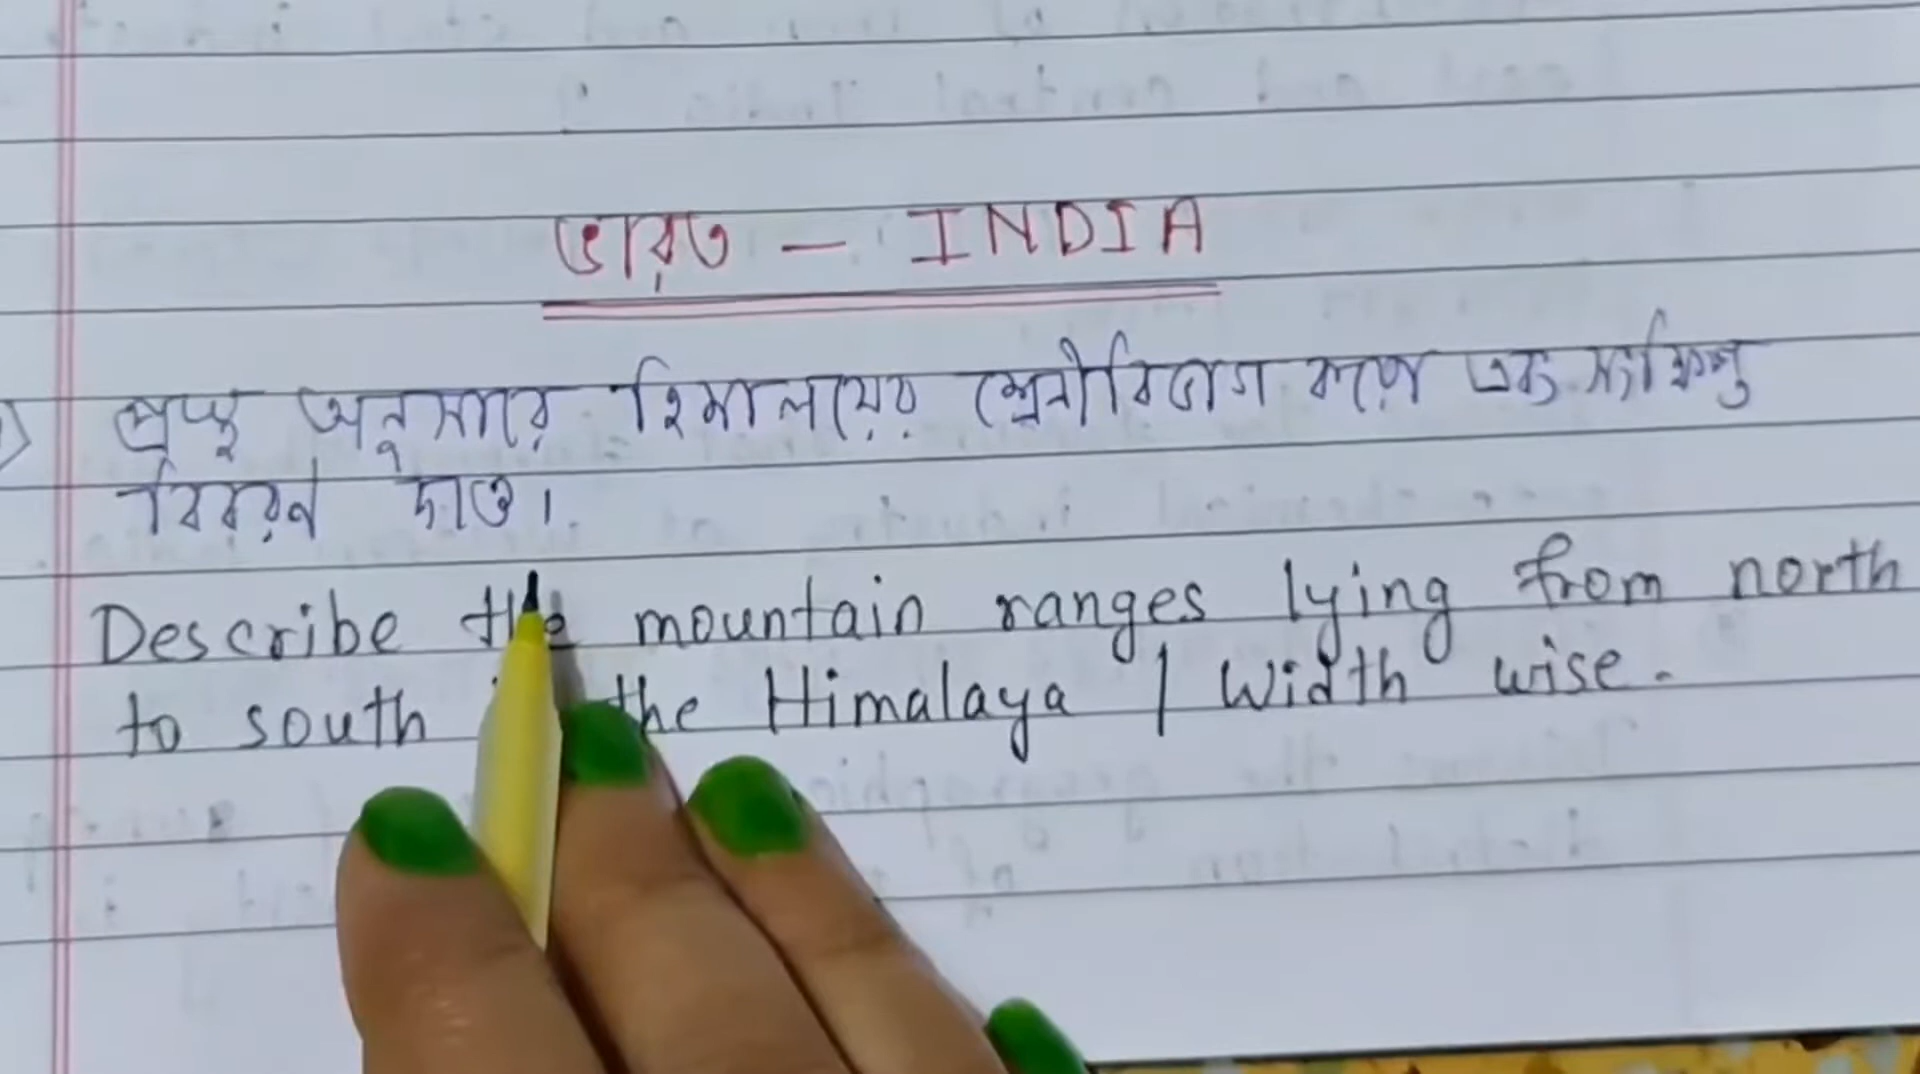 ভারত — INDIA
প্রস্থ অনুসারে হিমালয়ের শ্রেনীবিভাগ করে এর সংক্ষিপ্ত
বিবরণ দাও।
Describe the mountain ranges lying from north
to south the Himalaya / Width wise.